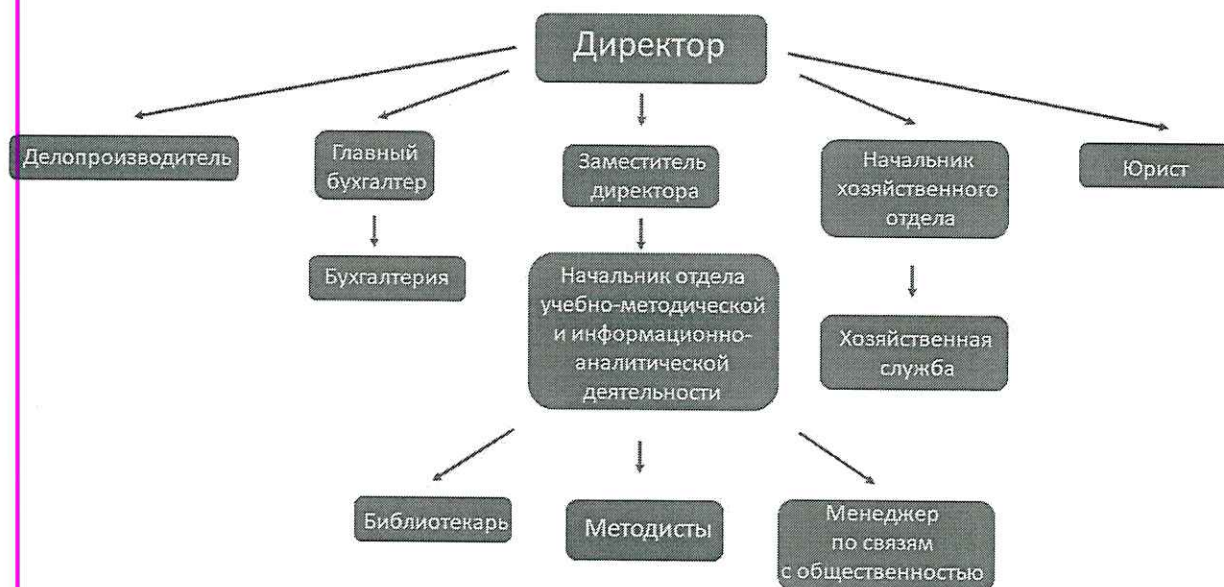 Директор
Делопроизводитель
Главный
бухгалтер
Заместитель
директора
Начальник
хозяйственного
отдела
Юрист
Бухгалтерия
Начальник отдела
учебно-методической
и информационно-
аналитической
деятельности
Хозяйственная
служба
Библиотекарь
Методисты
Менеджер
по связям
с общественностью